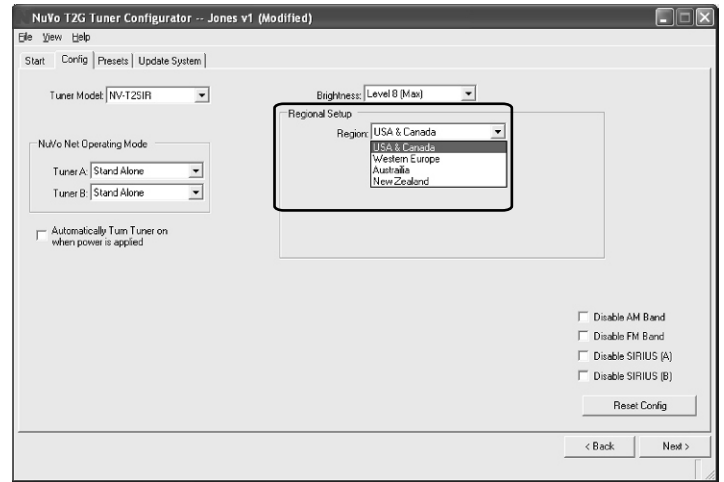 NuVo T2G Tuner Configurator -- Jones v1 (Modified)
File View Help
Start Config Presets Update System
Tuner Model: NV-T2SIR
Brightness: Level 8 (Max)
Regional Setup
Region: USA & Canada
USA & Canada
Western Europe
Austrailia
New Zealand
NuVo Net Operating Mode
Tuner A: Stand Alone
Tuner B: Stand Alone
Automatically Turn Tuner on
when power is applied
Disable AM Band
Disable FM Band
Disable SIRIUS (A)
Disable SIRIUS (B)
Reset Config
< Back Next >